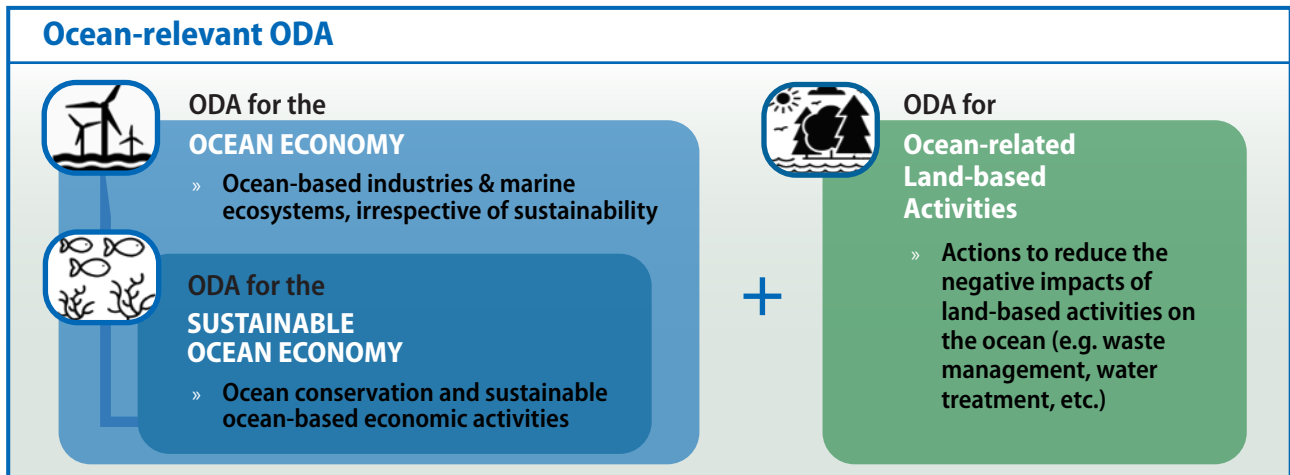 Ocean-relevant ODA
ODA for the
OCEAN ECONOMY
» Ocean-based industries & marine
ecosystems, irrespective of sustainability
ODA for the
SUSTAINABLE
OCEAN ECONOMY
» Ocean conservation and sustainable
ocean-based economic activities
+
ODA for
Ocean-related
Land-based
Activities
» Actions to reduce the
negative impacts of
land-based activities on
the ocean (e.g. waste
management, water
treatment, etc.)